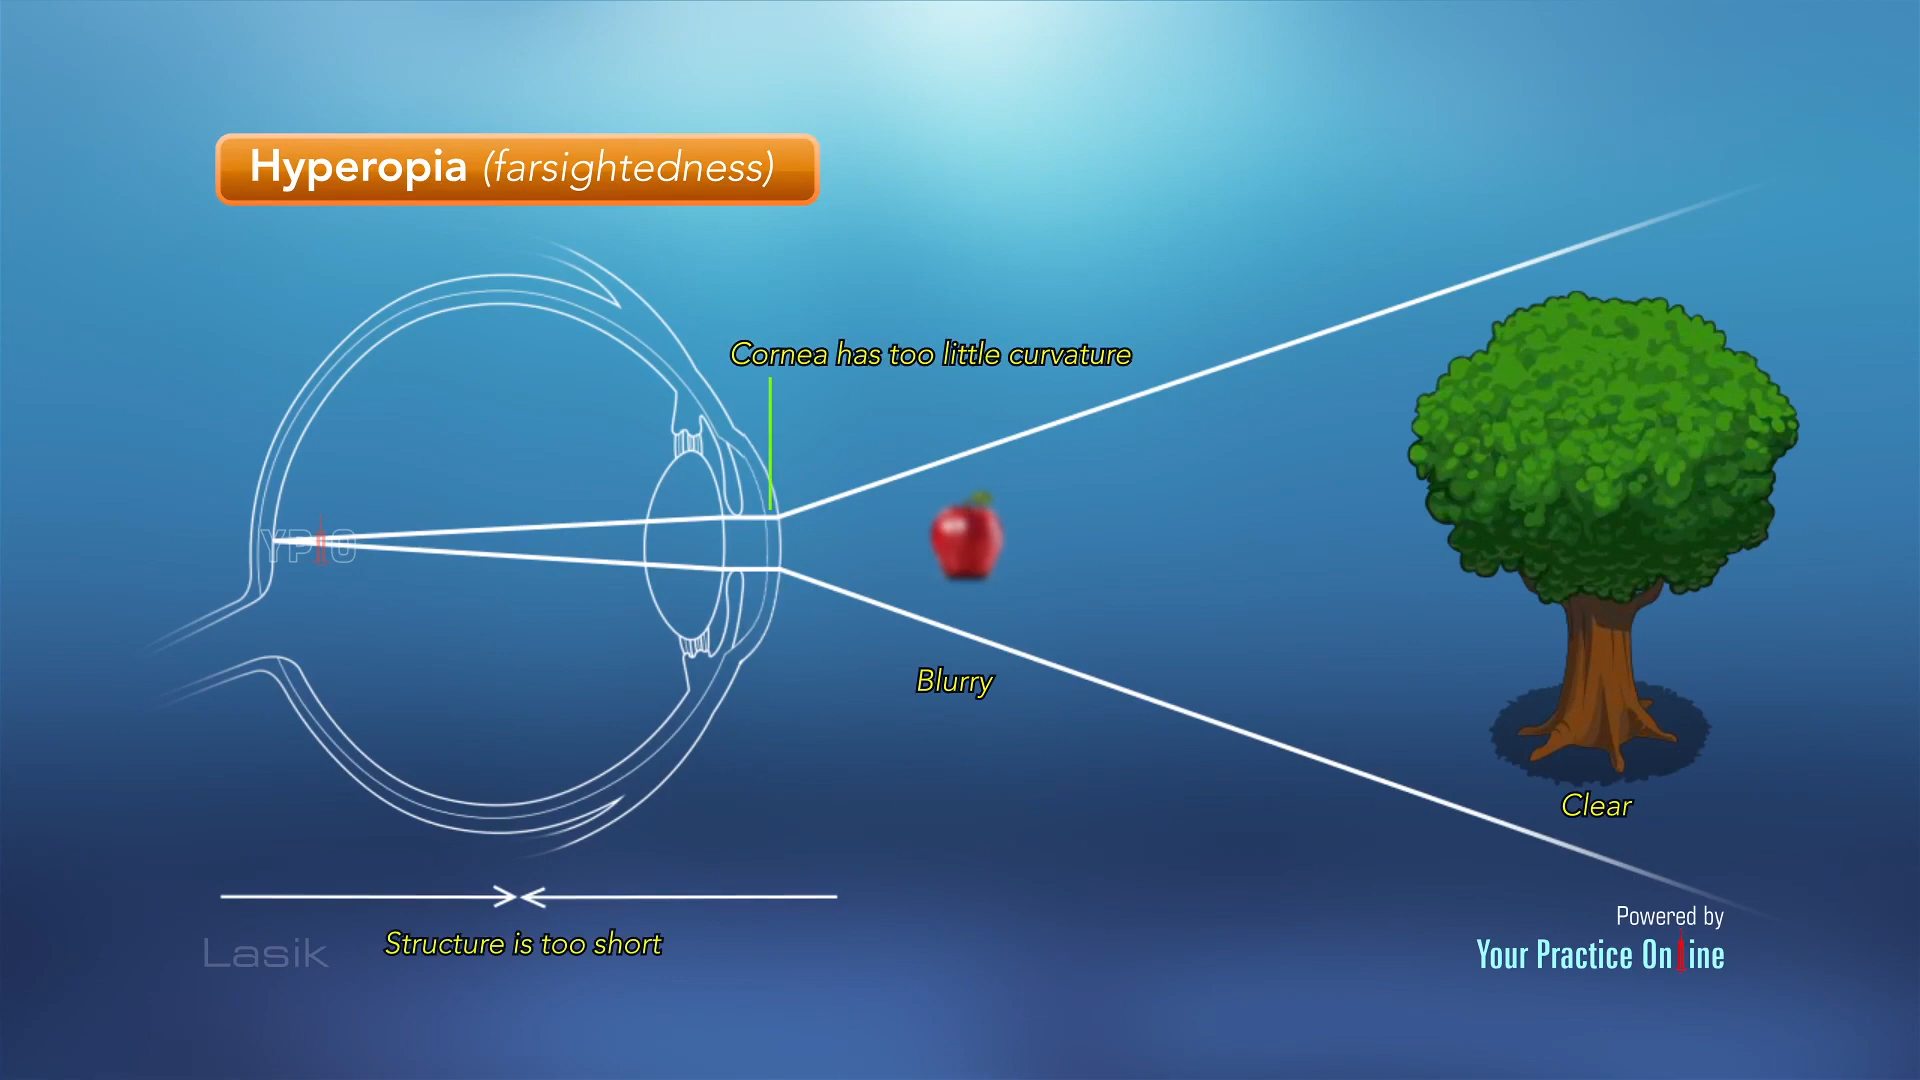 Hyperopia (farsightedness)
Cornea has too little curvature
YPO
Blurry
Clear
Structure is too short
Lasik
Powered by
Your Practice Online